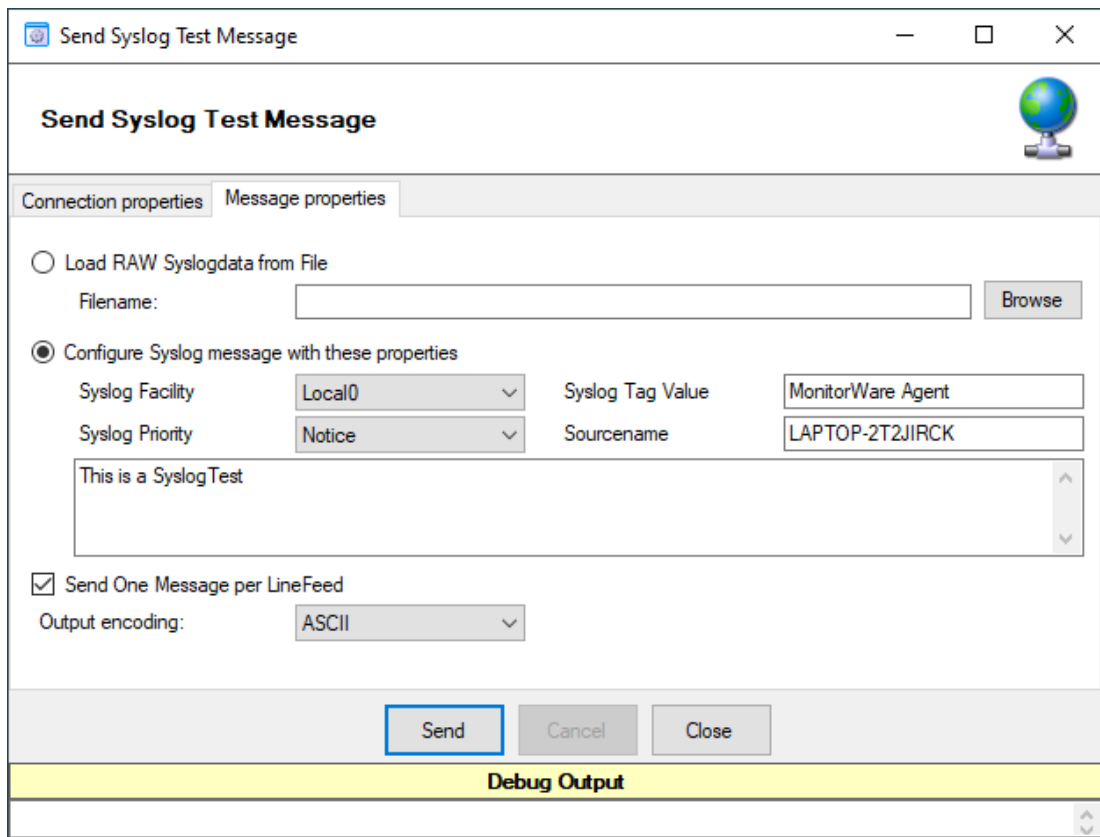 Send Syslog Test Message
Send Syslog Test Message
Connection properties Message properties
Load RAW Syslogdata from File
Filename: Browse
Configure Syslog message with these properties
Syslog Facility Local0 Syslog Tag Value MonitorWare Agent
Syslog Priority Notice Sourcename LAPTOP-2T2JIRCK
This is a SyslogTest
Send One Message per LineFeed
Output encoding: ASCII
Send Cancel Close
Debug Output